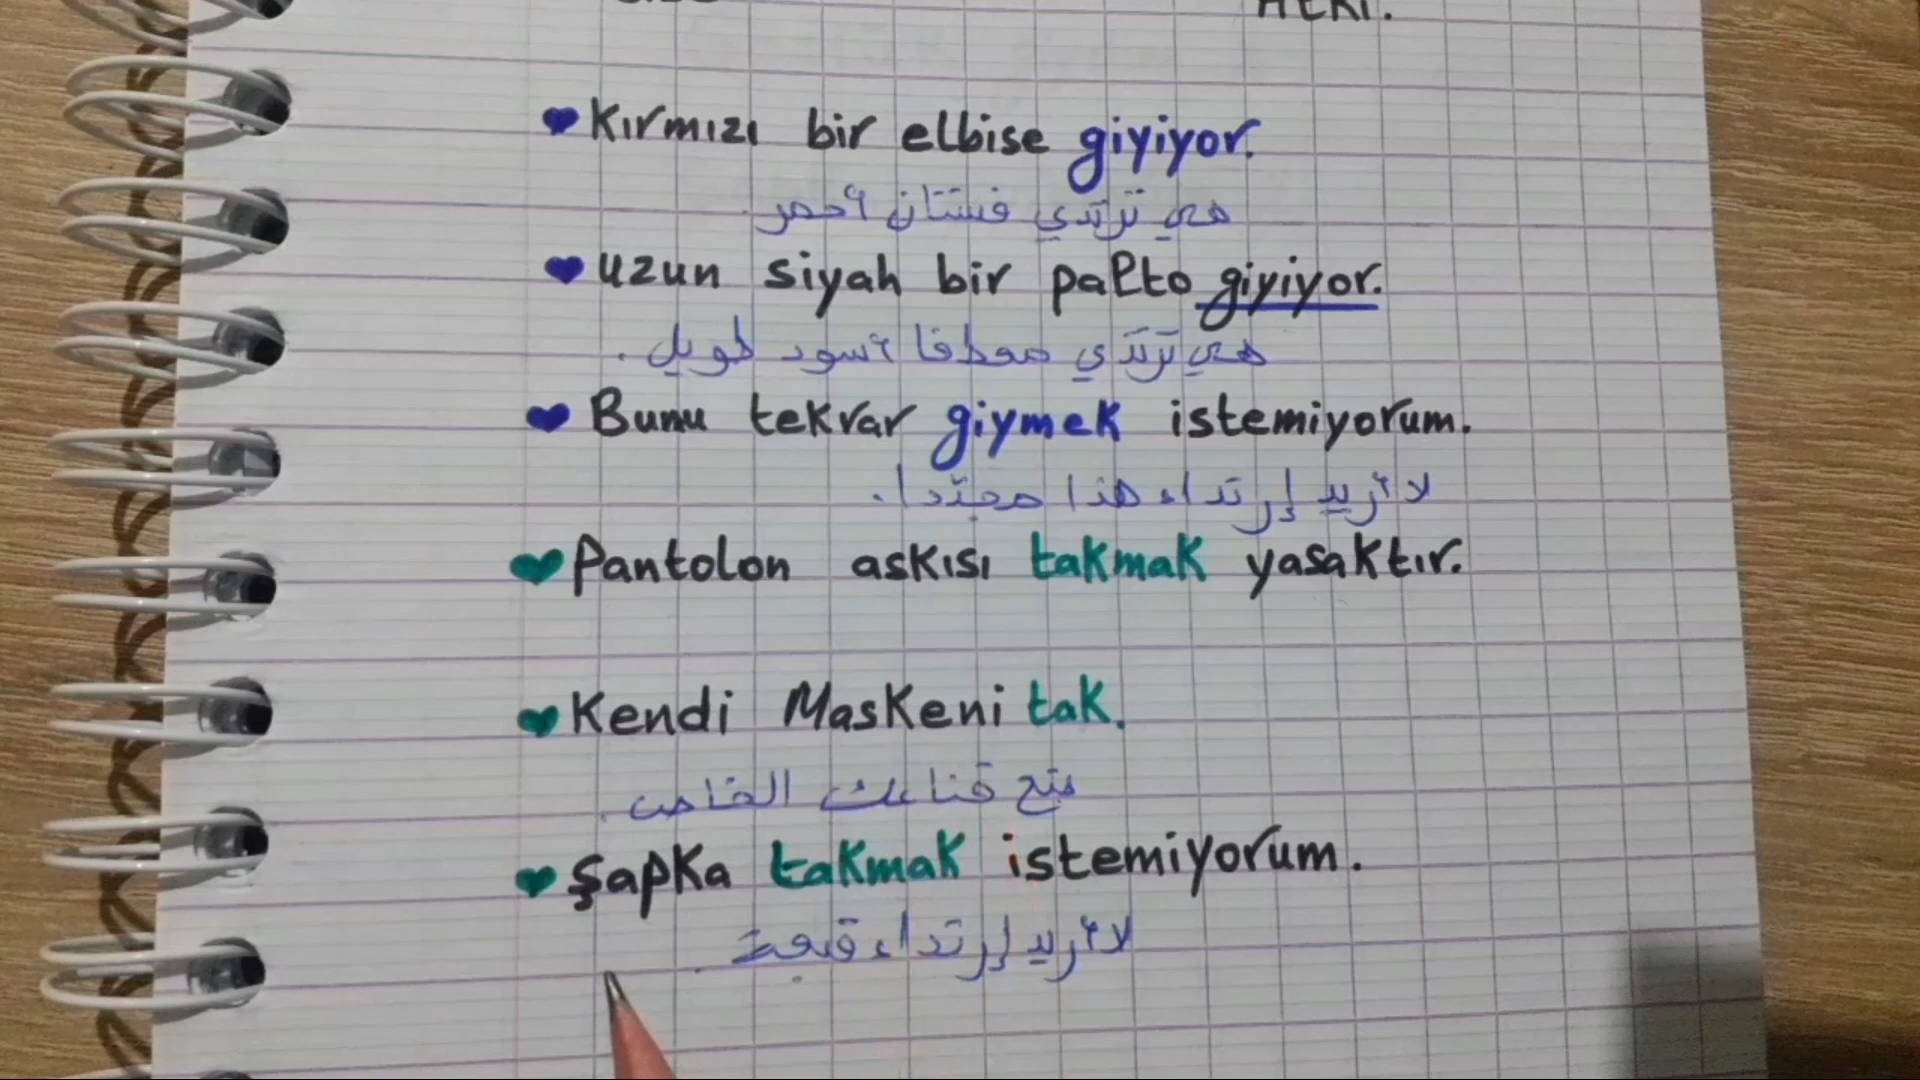 Kırmızı bir elbise giyiyor.
هي ترتدي فستان أحمر.
uzun siyah bir palto giyiyor.
هي ترتدي معطفا أسود طويل.
Bunu tekrar giymek istemiyorum.
لا أريد إرتداء هذا مجددا.
Pantolon askısı takmak yasaktır.
Kendi Maskeni tak.
قناعك الخاص.
Şapka takmak istemiyorum.
لا أريد إرتداء قبعة.